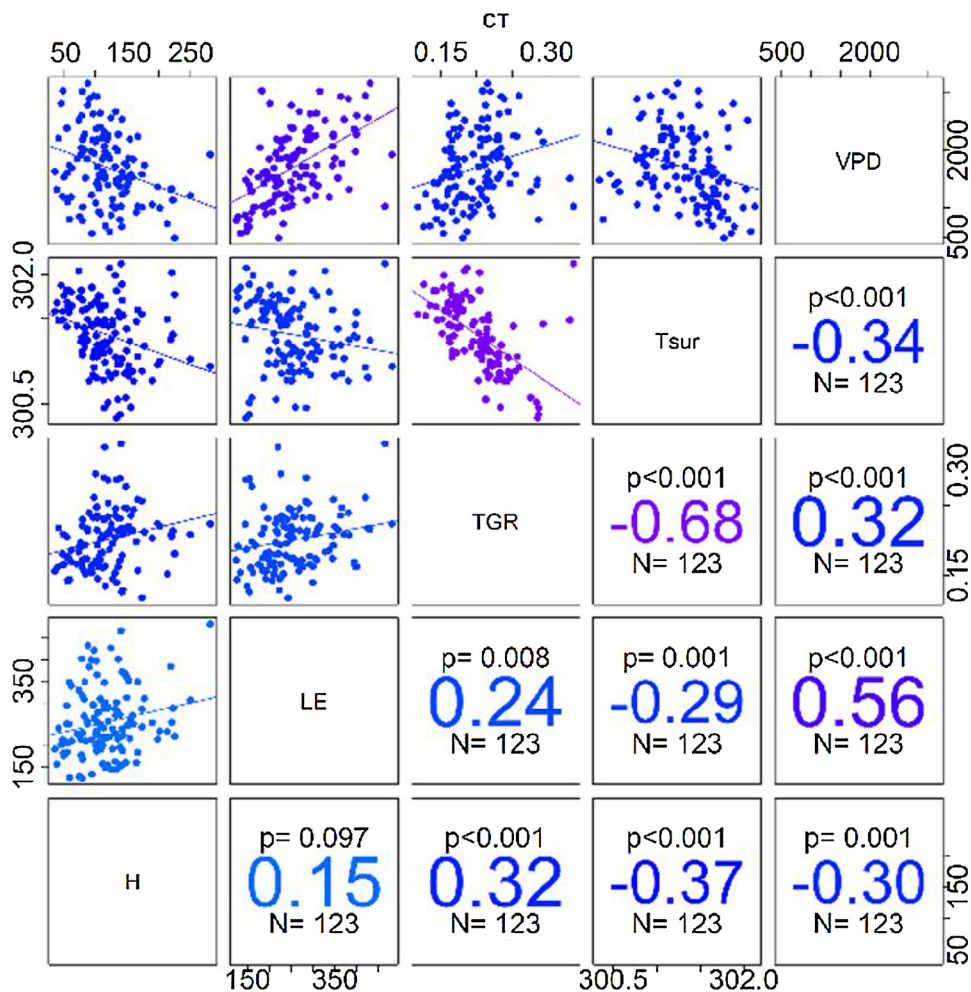 CT
50 150 250 0.15 0.30 500 2000
VPD
500 2000
300.5 302.0
Tsur
p<0.001
-0.34
N= 123
TGR
p<0.001 p<0.001
-0.68 0.32
N= 123 N= 123
0.15 0.30
150 350
LE
p= 0.008 p= 0.001 p<0.001
0.24 -0.29 0.56
N= 123 N= 123 N= 123
H
p= 0.097 p<0.001 p<0.001 p= 0.001
0.15 0.32 -0.37 -0.30
N= 123 N= 123 N= 123 N= 123
50 150
150 350 300.5 302.0